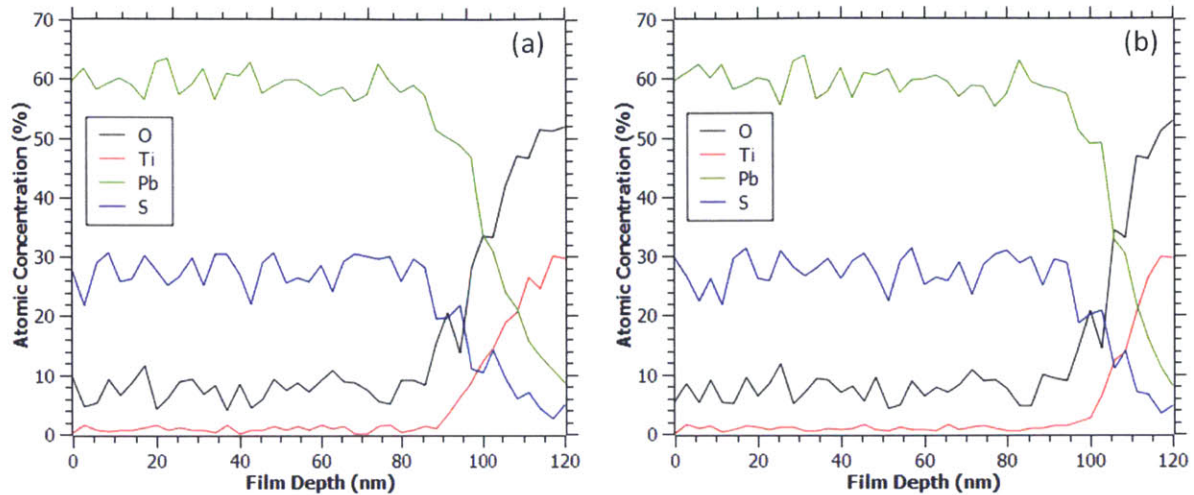 (a)
Atomic Concentration (%)
70
60
50
40
30
20
10
0
O
Ti
Pb
S
0 20 40 60 80 100 120
Film Depth (nm)
(b)
Atomic Concentration (%)
70
60
50
40
30
20
10
0
O
Ti
Pb
S
0 20 40 60 80 100 120
Film Depth (nm)